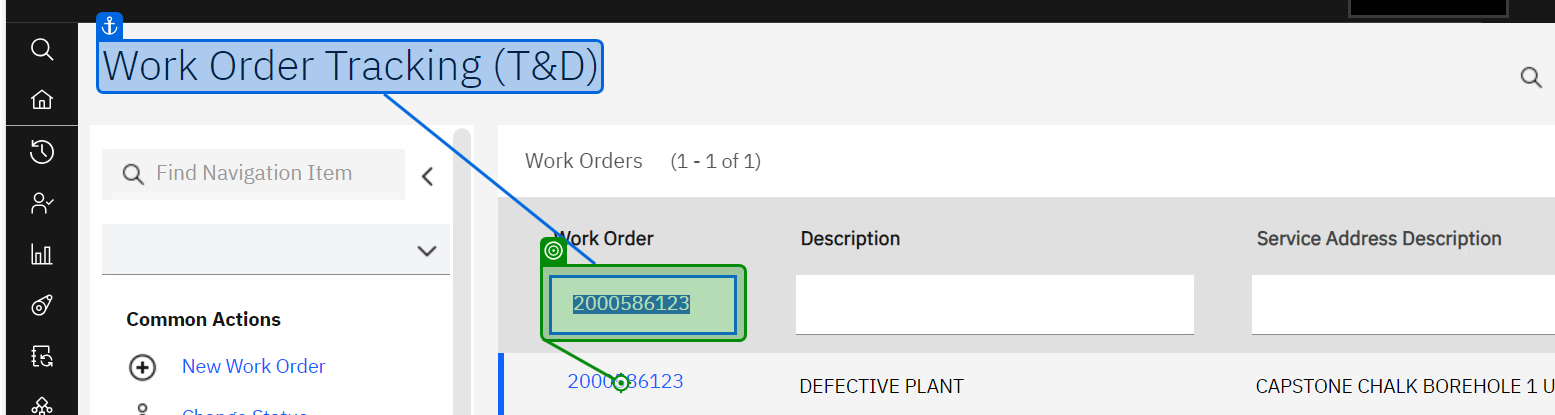 Work Order Tracking (T&D)
Find Navigation Item
Common Actions
New Work Order
Change Status
Work Orders (1 - 1 of 1)
Work Order Description Service Address Description
2000586123
2000586123 DEFECTIVE PLANT CAPSTONE CHALK BOREHOLE 1 U